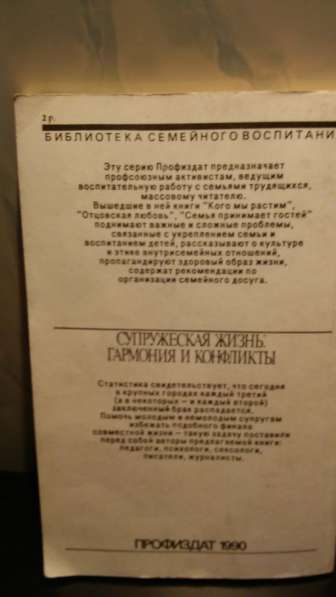 2 р.
БИБЛИОТЕКА СЕМЕЙНОГО ВОСПИТАНИ
Эту серию Профиздат предназначает
профсоюзным активистам, ведущим
воспитательную работу с семьями трудящихся,
массовому читателю.
Вышедшие в ней книги "Кого мы растим",
"Отцовская любовь", "Семья принимает гостей"
поднимают важные и сложные проблемы,
связанные с укреплением семьи и
воспитанием детей, рассказывают о культуре
и этике внутрисемейных отношений,
пропагандируют здоровый образ жизни,
содержат рекомендации по
организации семейного досуга.
СУПРУЖЕСКАЯ ЖИЗНЬ:
ГАРМОНИЯ И КОНФЛИКТЫ
Статистика свидетельствует, что сегодня
в крупных городах каждый третий
(а в некоторых — и каждый второй)
заключенный брак распадается.
Помочь молодым и немолодым супругам
избежать подобного финала
совместной жизни — такую задачу поставили
перед собой авторы предлагаемой книги:
педагоги, психологи, сексологи,
писатели, журналисты.
ПРОФИЗДАТ 1990